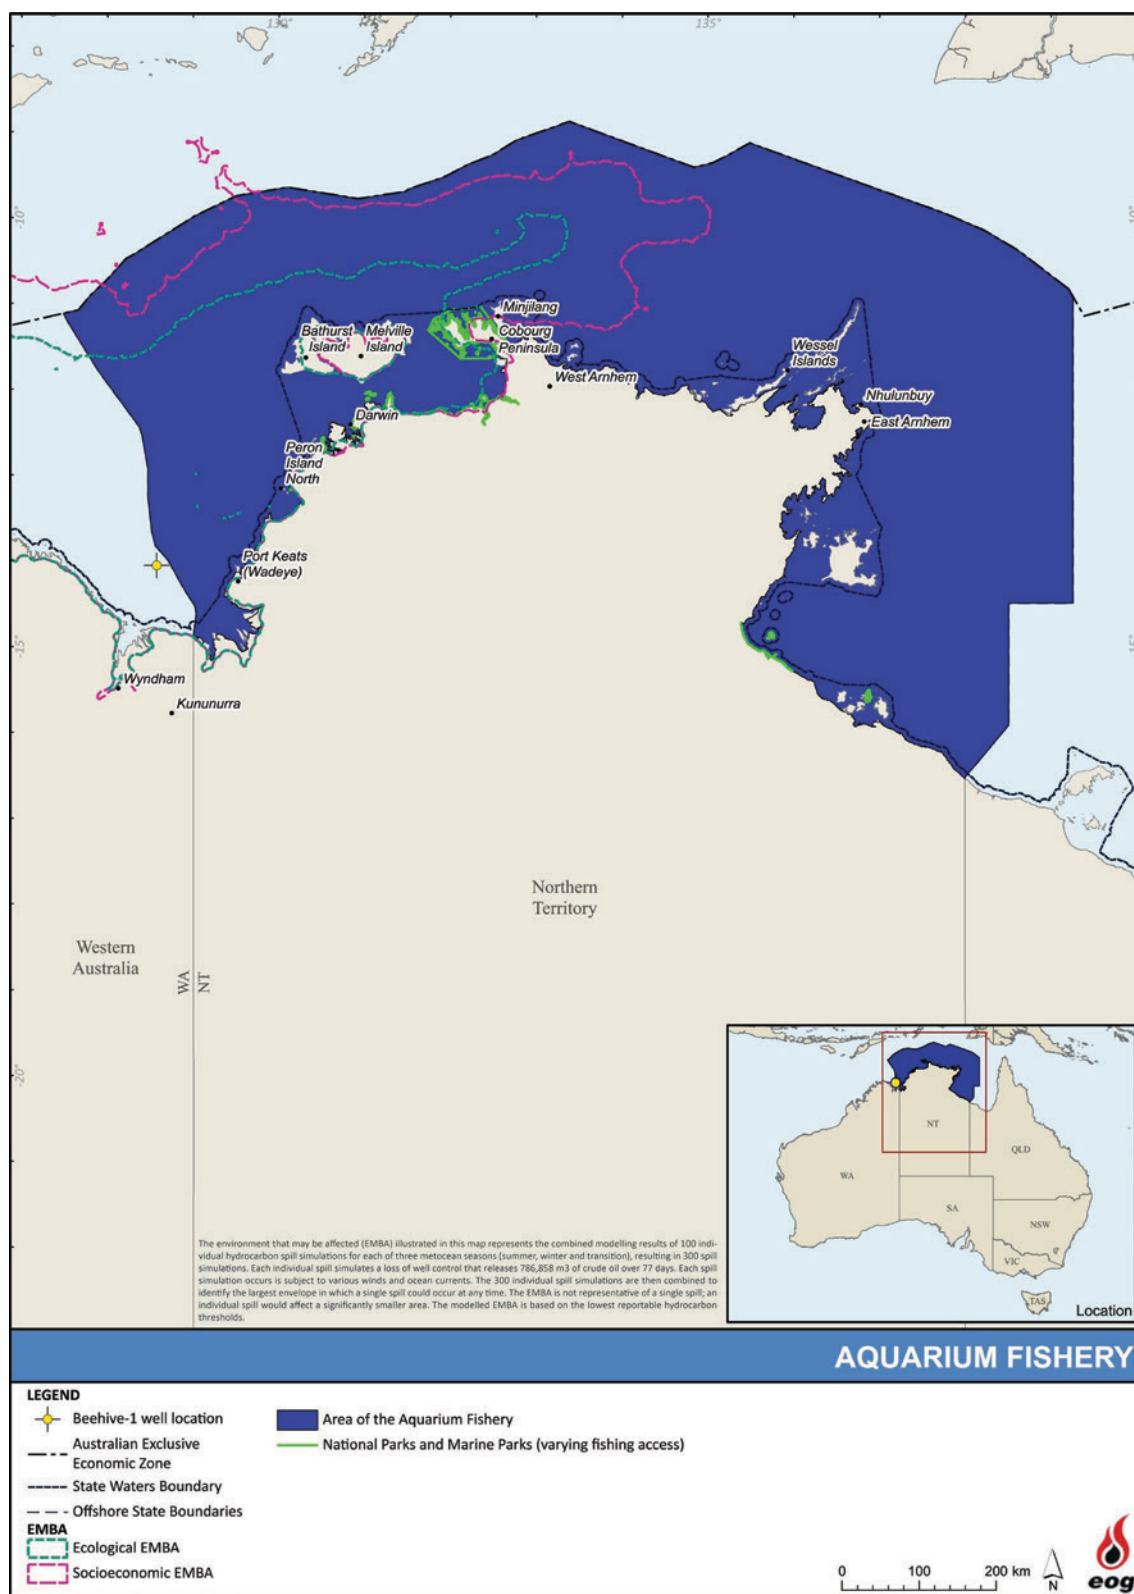 130°
135°
-10°
10°
Minjilang
Bathurst
Island
Melville
Island
Cobourg
Peninsula
West Arnhem
Wessel
Islands
Nhulunbuy
East Arnhem
Darwin
Peron
Island
North
Port Keats
(Wadeye)
-15°
15°
Wyndham
Kununurra
Northern
Territory
Western
Australia
WA
NT
-20°
NT
WA
QLD
SA
NSW
VIC
TAS
Location
The environment that may be affected (EMBA) illustrated in this map represents the combined modelling results of 100 indi-
vidual hydrocarbon spill simulations for each of three metocean seasons (summer, winter and transition), resulting in 300 spill
simulations. Each individual spill simulates a loss of well control that releases 786,858 m3 of crude oil over 77 days. Each spill
simulation occurs is subject to various winds and ocean currents. The 300 individual spill simulations are then combined to
identify the largest envelope in which a single spill could occur at any time. The EMBA is not representative of a single spill; an
individual spill would affect a significantly smaller area. The modelled EMBA is based on the lowest reportable hydrocarbon
thresholds.
AQUARIUM FISHERY
LEGEND
Beehive-1 well location
Australian Exclusive
Economic Zone
State Waters Boundary
Offshore State Boundaries
EMBA
Ecological EMBA
Socioeconomic EMBA
Area of the Aquarium Fishery
National Parks and Marine Parks (varying fishing access)
0 100 200 km
N
eog